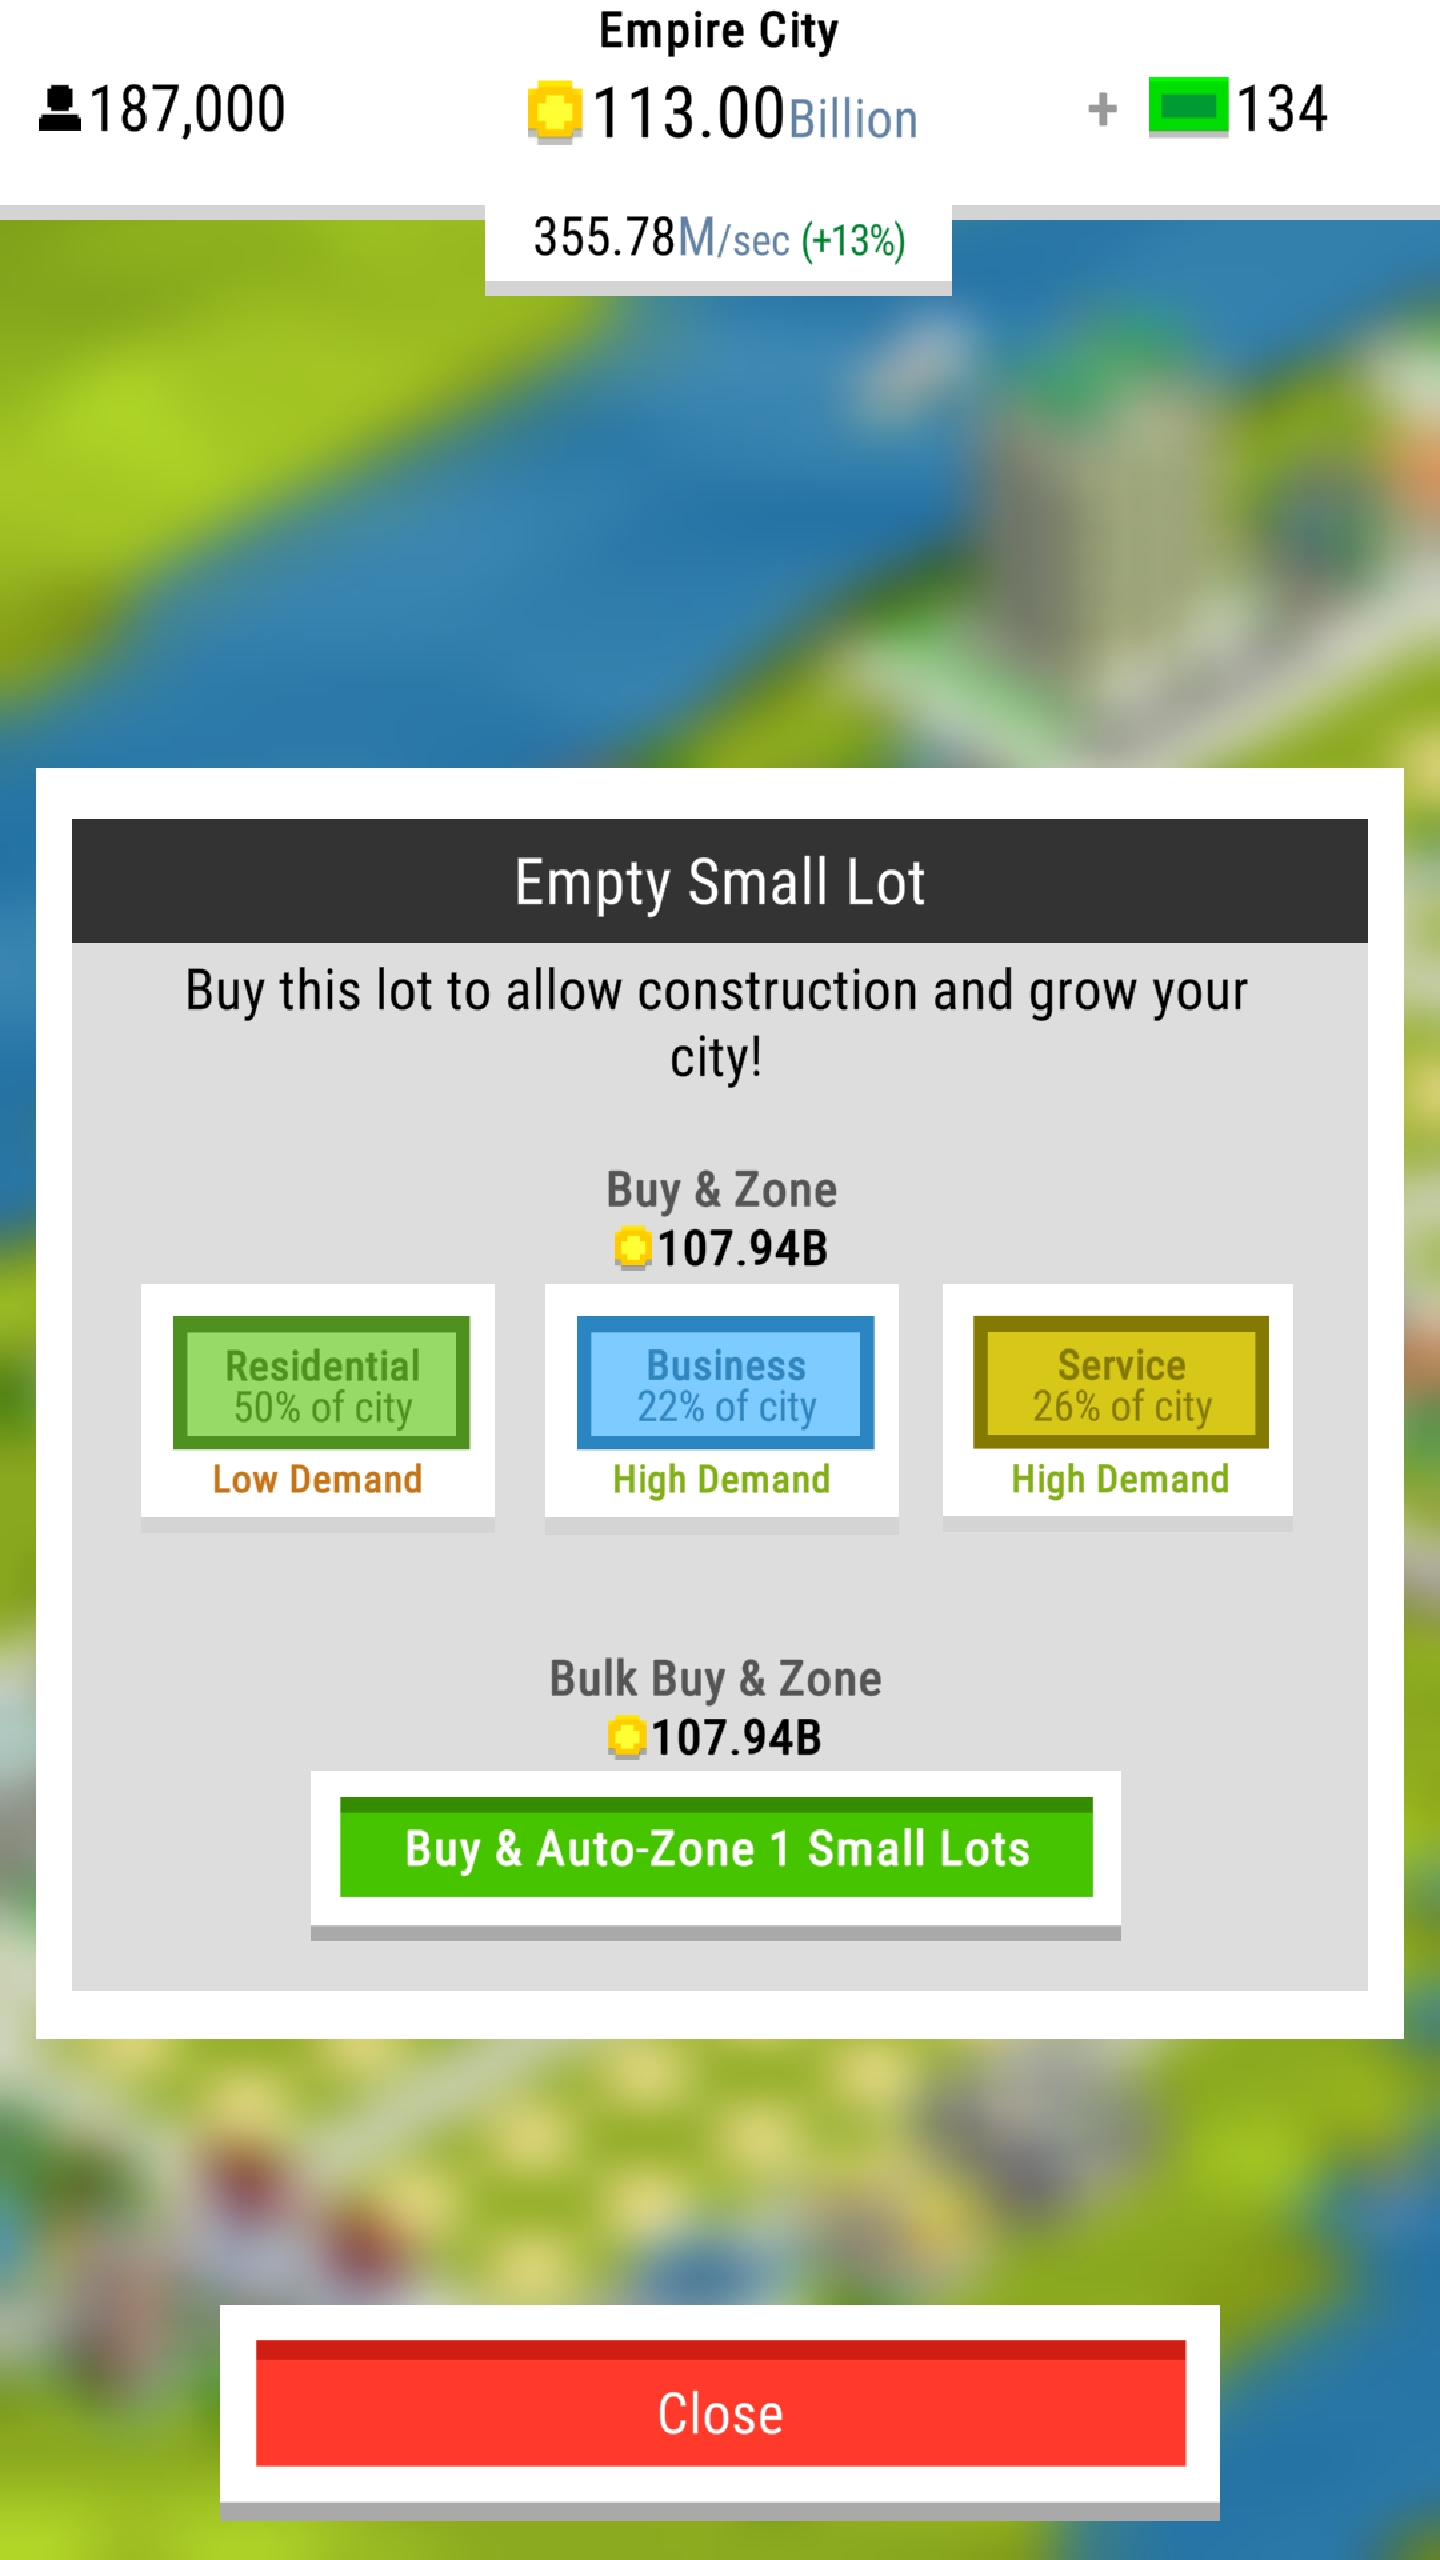 Empire City
187,000
113.00Billion
+ 134
355.78M/sec (+13%)
Empty Small Lot
Buy this lot to allow construction and grow your
city!
Buy & Zone
107.94B
Residential
50% of city
Low Demand
Business
22% of city
High Demand
Service
26% of city
High Demand
Bulk Buy & Zone
107.94B
Buy & Auto-Zone 1 Small Lots
Close